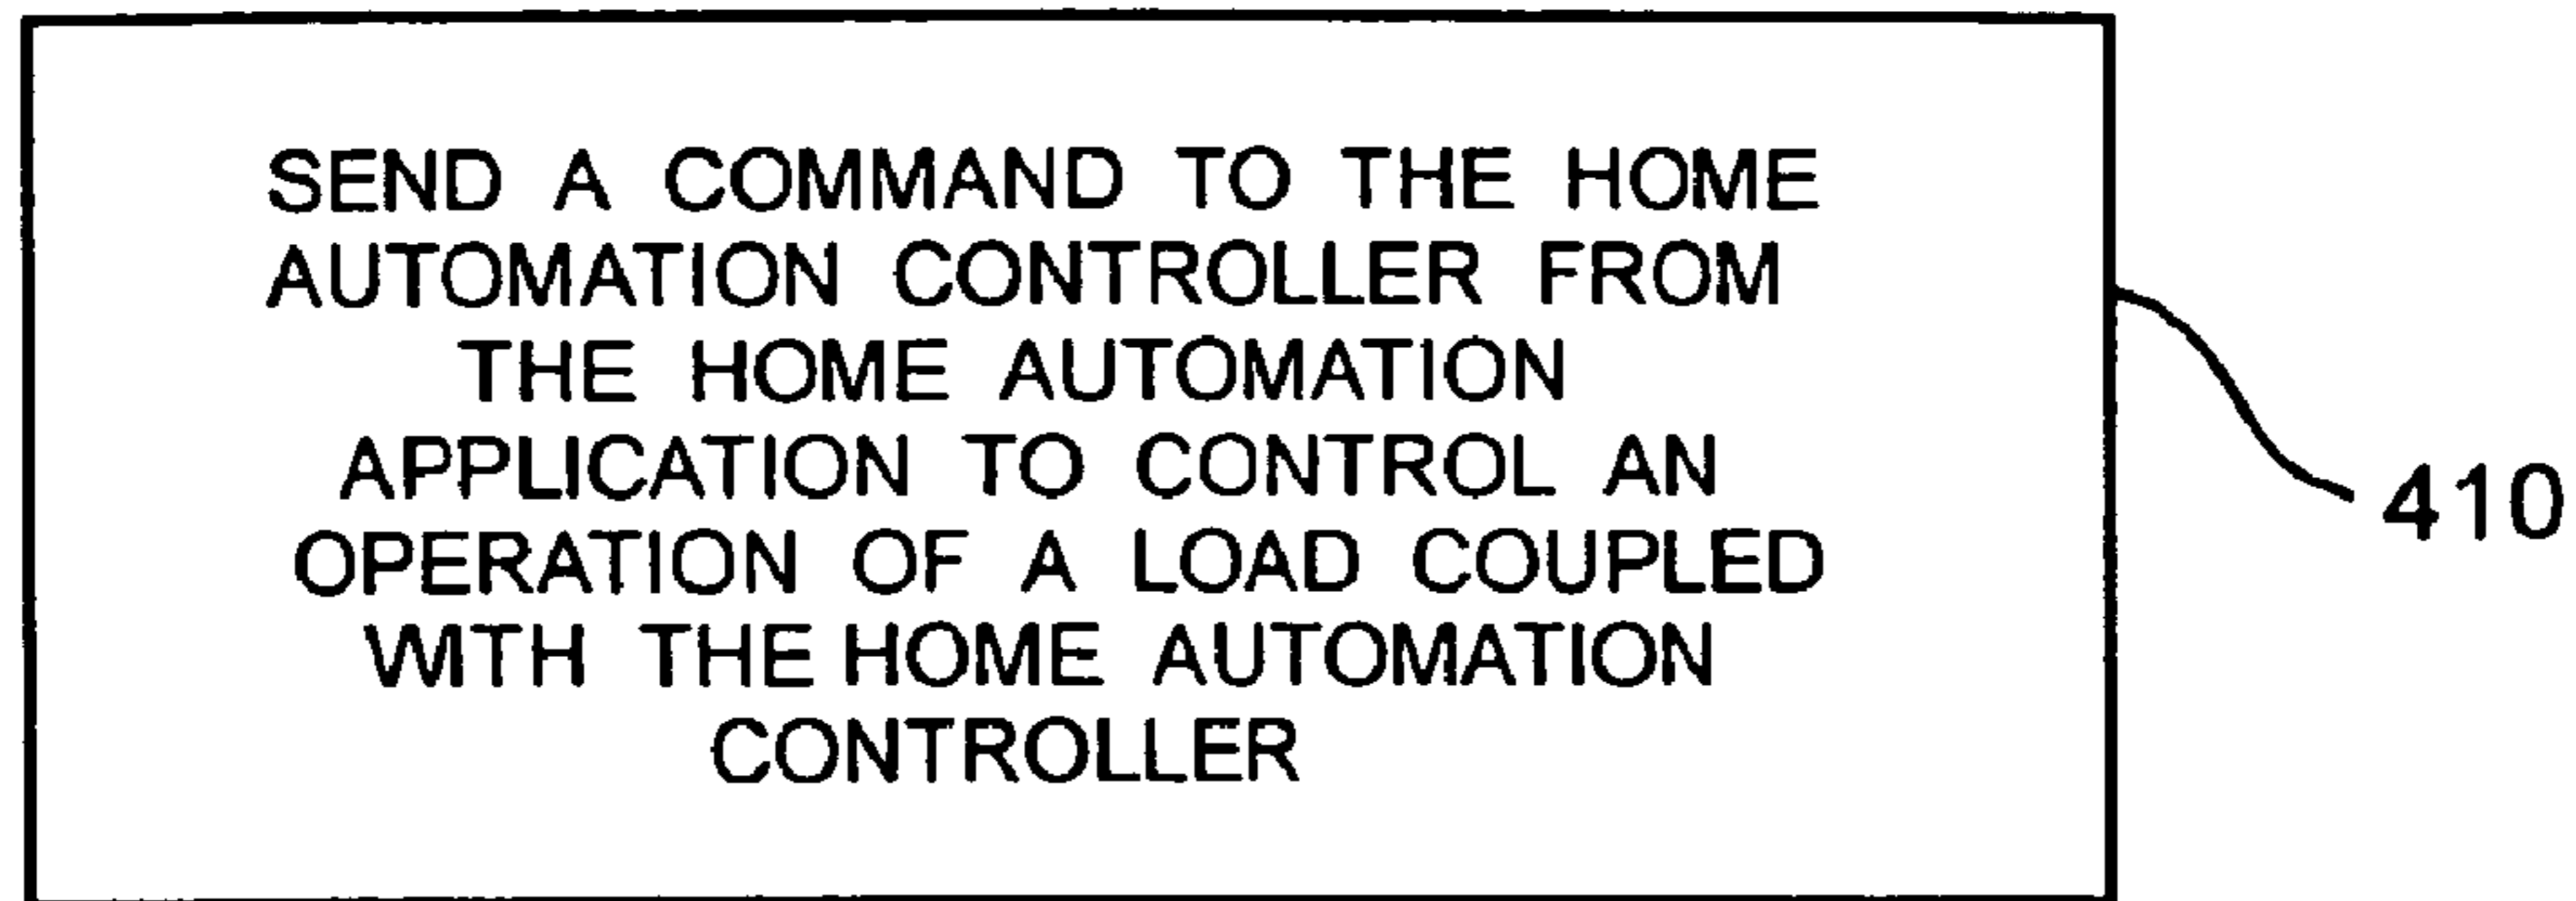 SEND A COMMAND TO THE HOME
AUTOMATION CONTROLLER FROM
THE HOME AUTOMATION
APPLICATION TO CONTROL AN
OPERATION OF A LOAD COUPLED
WITH THE HOME AUTOMATION
CONTROLLER
410